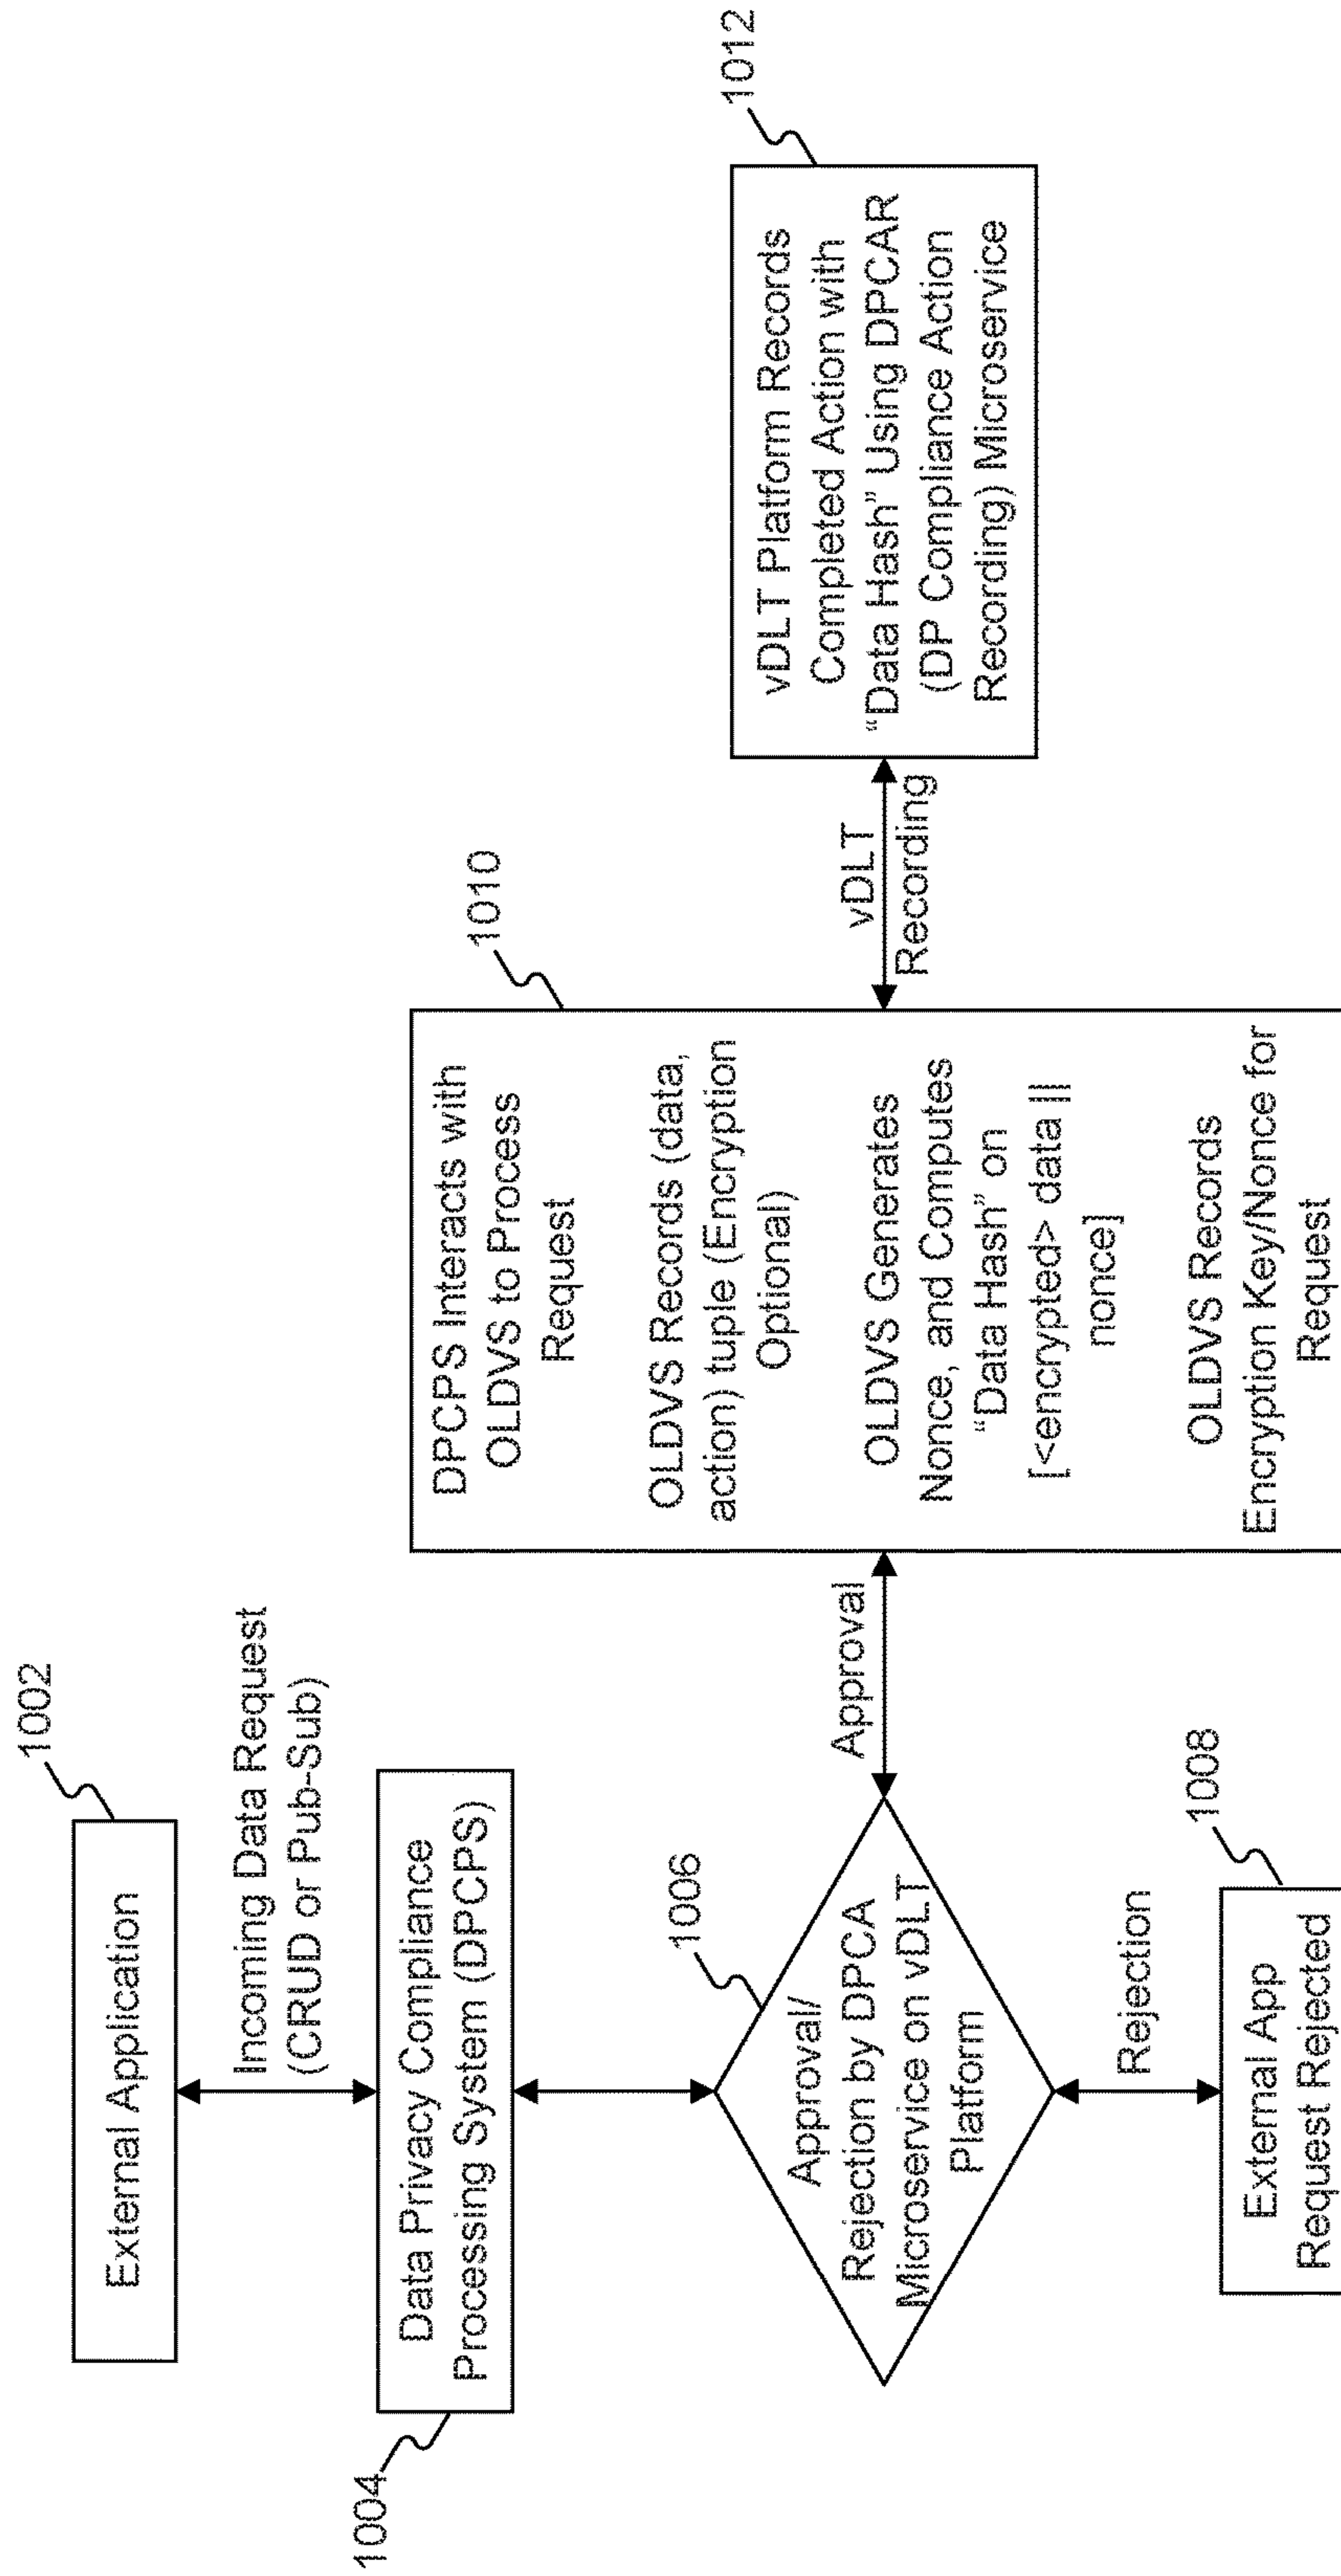 1002
External Application
Incoming Data Request
(CRUD or Pub-Sub)
1004
Data Privacy Compliance
Processing System (DPCPS)
1006
Approval/
Rejection by DPCA
Microservice on vDLT
Platform
Rejection
1008
External App
Request Rejected
Approval
1010
DPCPS Interacts with
OLDVS to Process
Request
OLDVS Records (data,
action) tuple (Encryption
Optional)
OLDVS Generates
Nonce, and Computes
“Data Hash” on
[<encrypted> data ||
nonce]
OLDVS Records
Encryption Key/Nonce for
Request
vDLT
Recording
1012
vDLT Platform Records
Completed Action with
“Data Hash” Using DPCAR
(DP Compliance Action
Recording) Microservice